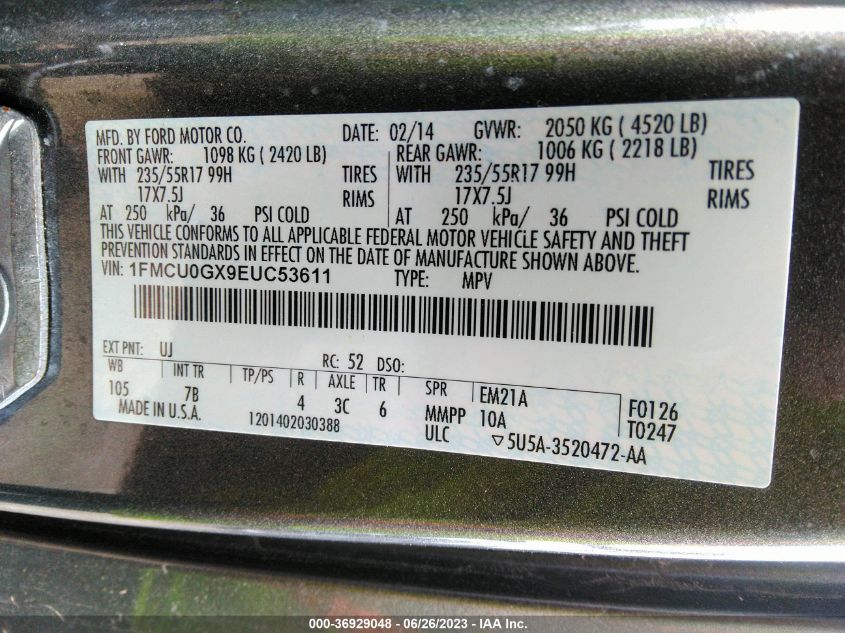 MFD. BY FORD MOTOR CO. DATE: 02/14 GVWR: 2050 KG ( 4520 LB)
FRONT GAWR: 1098 KG ( 2420 LB) REAR GAWR: 1006 KG ( 2218 LB)
WITH 235/55R17 99H TIRES WITH 235/55R17 99H TIRES
17X7.5J RIMS 17X7.5J RIMS
AT 250 kPa/ 36 PSI COLD AT 250 kPa/ 36 PSI COLD
THIS VEHICLE CONFORMS TO ALL APPLICABLE FEDERAL MOTOR VEHICLE SAFETY AND THEFT
PREVENTION STANDARDS IN EFFECT ON THE DATE OF MANUFACTURE SHOWN ABOVE.
VIN: 1FMCU0GX9EUC53611 TYPE: MPV
EXT PNT: UJ RC: 52 DSO:
WB INT TR TP/PS R AXLE TR SPR EM21A F0126
105 7B 4 3C 6 MMPP 10A T0247
MADE IN U.S.A. 1201402030388 ULC ▽5U5A-3520472-AA
000-36929048 - 06/26/2023 - IAA Inc.